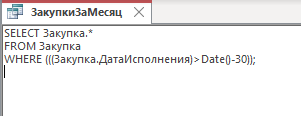 ЗакупкиЗаМесяц
SELECT Закупка.*
FROM Закупка
WHERE (((Закупка.ДатаИсполнения)>Date()-30));